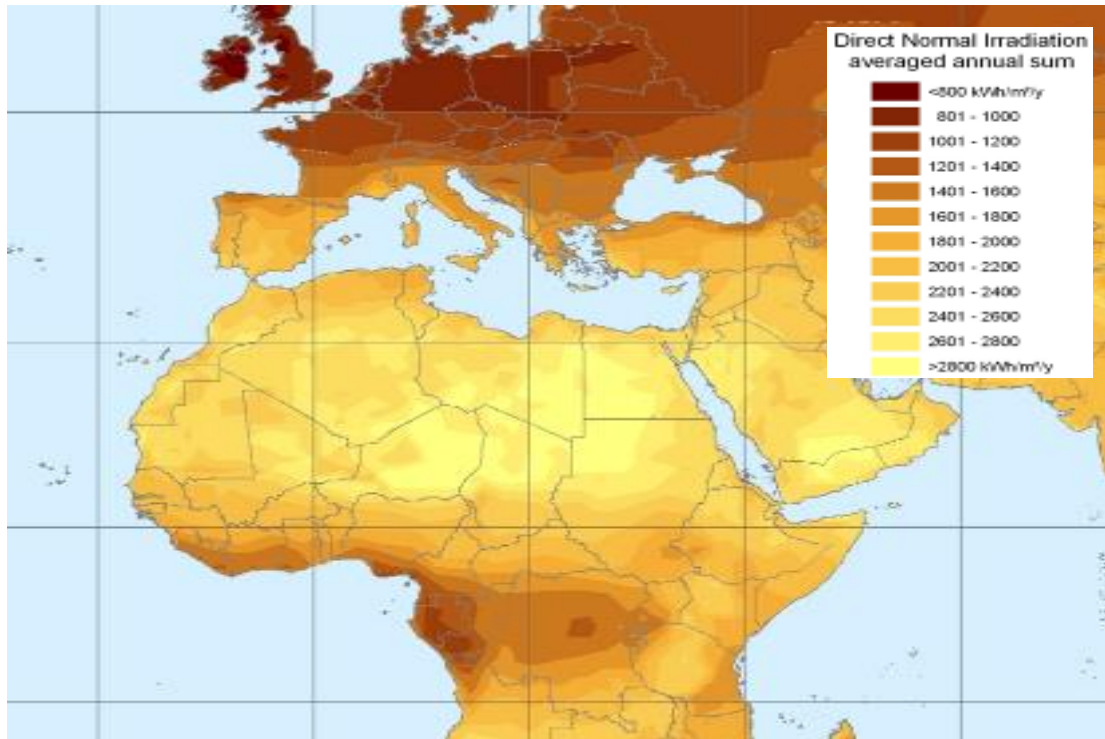 Direct Normal Irradiation
averaged annual sum
<800 kWh/m²/y
801 - 1000
1001 - 1200
1201 - 1400
1401 - 1600
1601 - 1800
1801 - 2000
2001 - 2200
2201 - 2400
2401 - 2600
2601 - 2800
>2800 kWh/m²/y